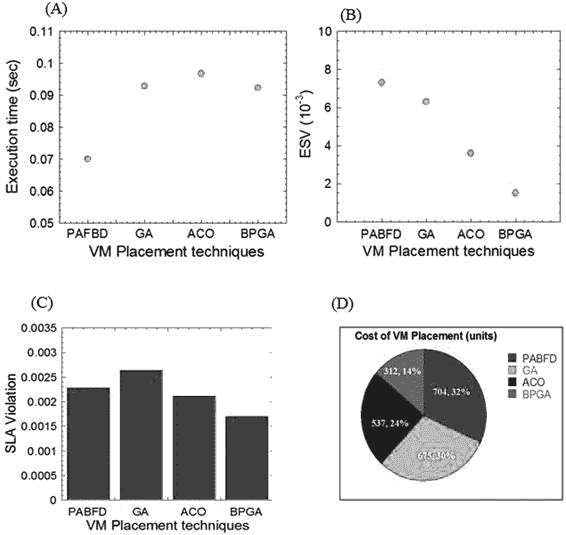 (A)
0.11
0.1
0.09
0.08
0.07
0.06
0.05
Execution time (sec)
PAFBD GA ACO BPGA
VM Placement techniques
(B)
10
8
6
4
2
0
ESV (10-3)
PABFD GA ACO BPGA
VM Placement techniques
(C)
0.0035
0.003
0.0025
0.002
0.0015
0.001
0.0005
0
SLA Violation
PABFD GA ACO BPGA
VM Placement techniques
(D)
Cost of VM Placement (units)
312, 14%
704, 32%
537, 24%
675, 30%
PABFD
GA
ACO
BPGA